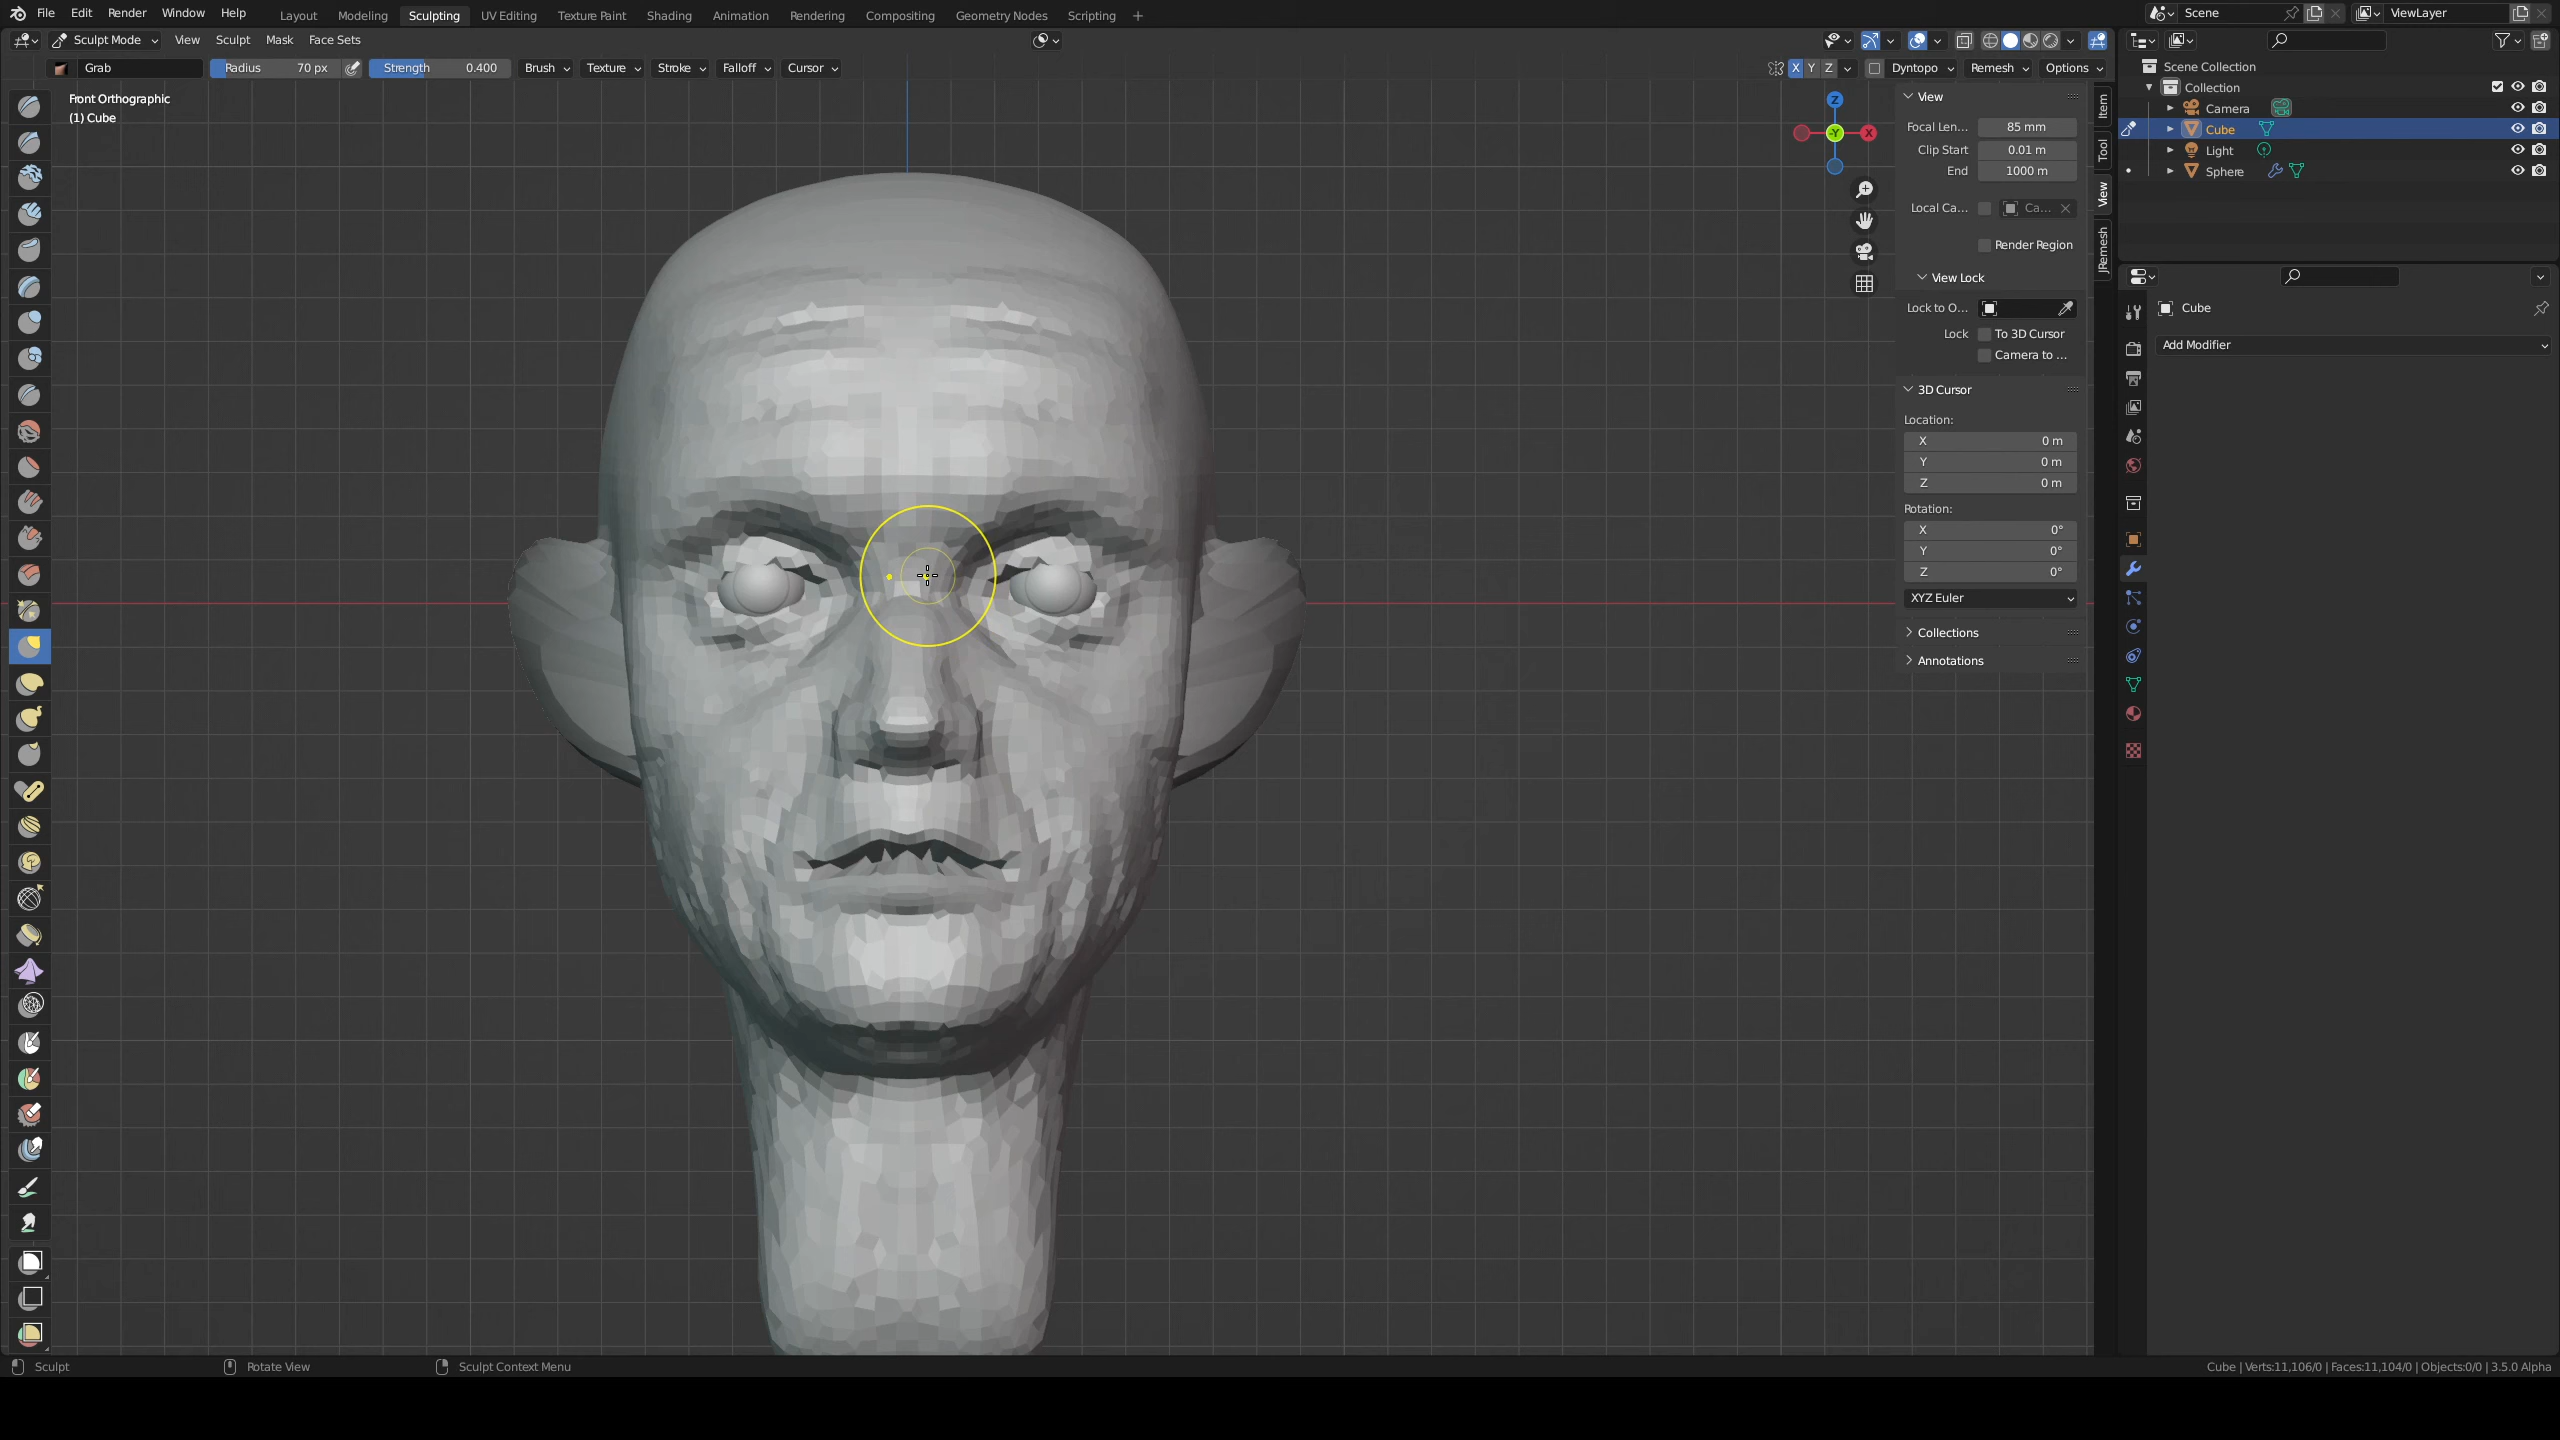 File Edit Render Window Help Layout Modeling Sculpting UV Editing Texture Paint Shading Animation Rendering Compositing Geometry Nodes Scripting + Scene ViewLayer
Sculpt Mode View Sculpt Mask Face Sets
Grab Radius 70 px Strength 0.400 Brush Texture Stroke Falloff Cursor X Y Z Dyntopo Remesh Options
Front Orthographic
(1) Cube
Z
Y
X
View
Focal Len... 85 mm
Clip Start 0.01 m
End 1000 m
Local Ca... Ca...
Render Region
View Lock
Lock to O...
Lock To 3D Cursor
Camera to ...
3D Cursor
Location:
X 0 m
Y 0 m
Z 0 m
Rotation:
X 0°
Y 0°
Z 0°
XYZ Euler
Collections
Annotations
Item
Tool
View
JRemesh
Scene Collection
Collection
Camera
Cube
Light
Sphere
Cube
Add Modifier
Sculpt Rotate View Sculpt Context Menu Cube | Verts:11,106/0 | Faces:11,104/0 | Objects:0/0 | 3.5.0 Alpha